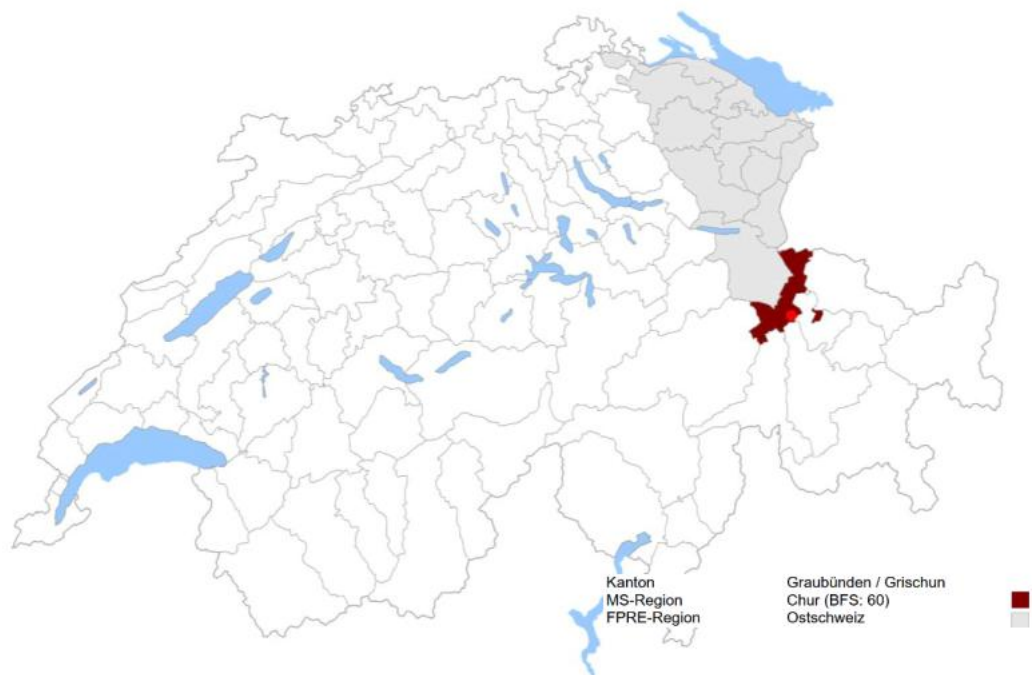 Kanton Graubünden / Grischun
MS-Region Chur (BFS: 60)
FPRE-Region Ostschweiz